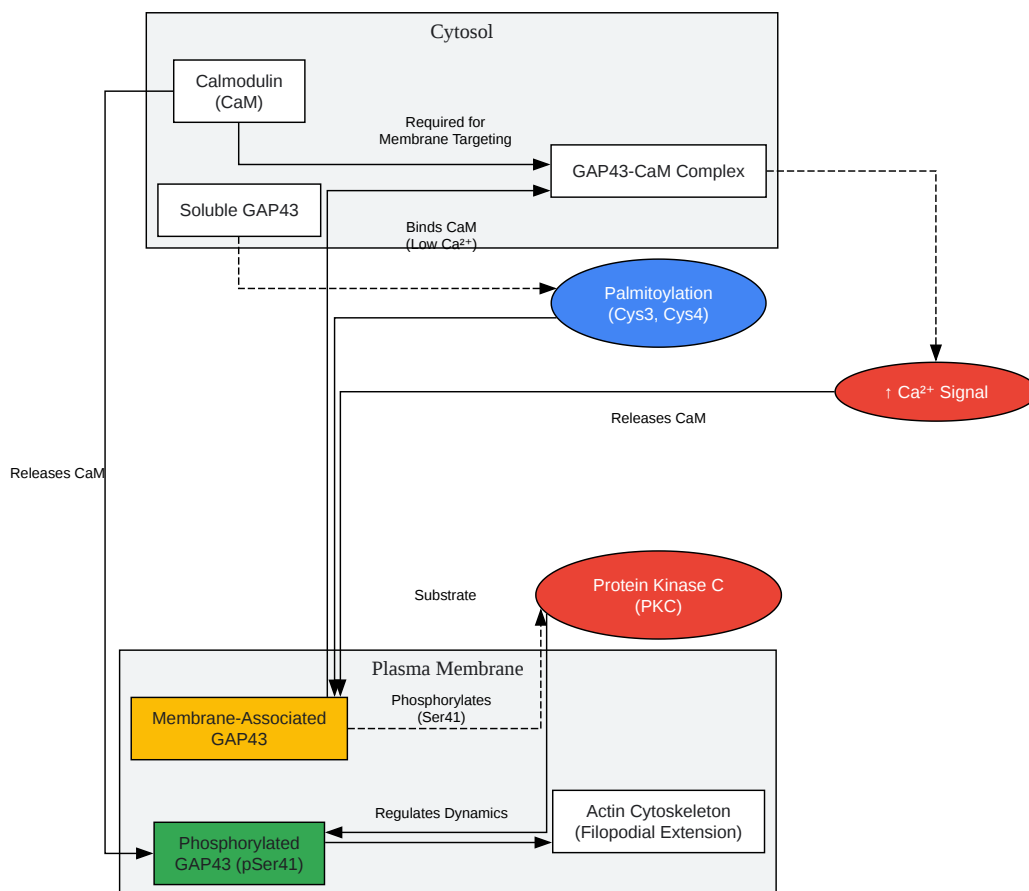 Cytosol
Calmodulin
(CaM)
Required for
Membrane Targeting
GAP43-CaM Complex
Soluble GAP43
Binds CaM
(Low Ca²⁺)
Palmitoylation
(Cys3, Cys4)
↑ Ca²⁺ Signal
Releases CaM
Releases CaM
Protein Kinase C
(PKC)
Substrate
Plasma Membrane
Membrane-Associated
GAP43
Phosphorylates
(Ser41)
Regulates Dynamics
Actin Cytoskeleton
(Filopodial Extension)
Phosphorylated
GAP43 (pSer41)